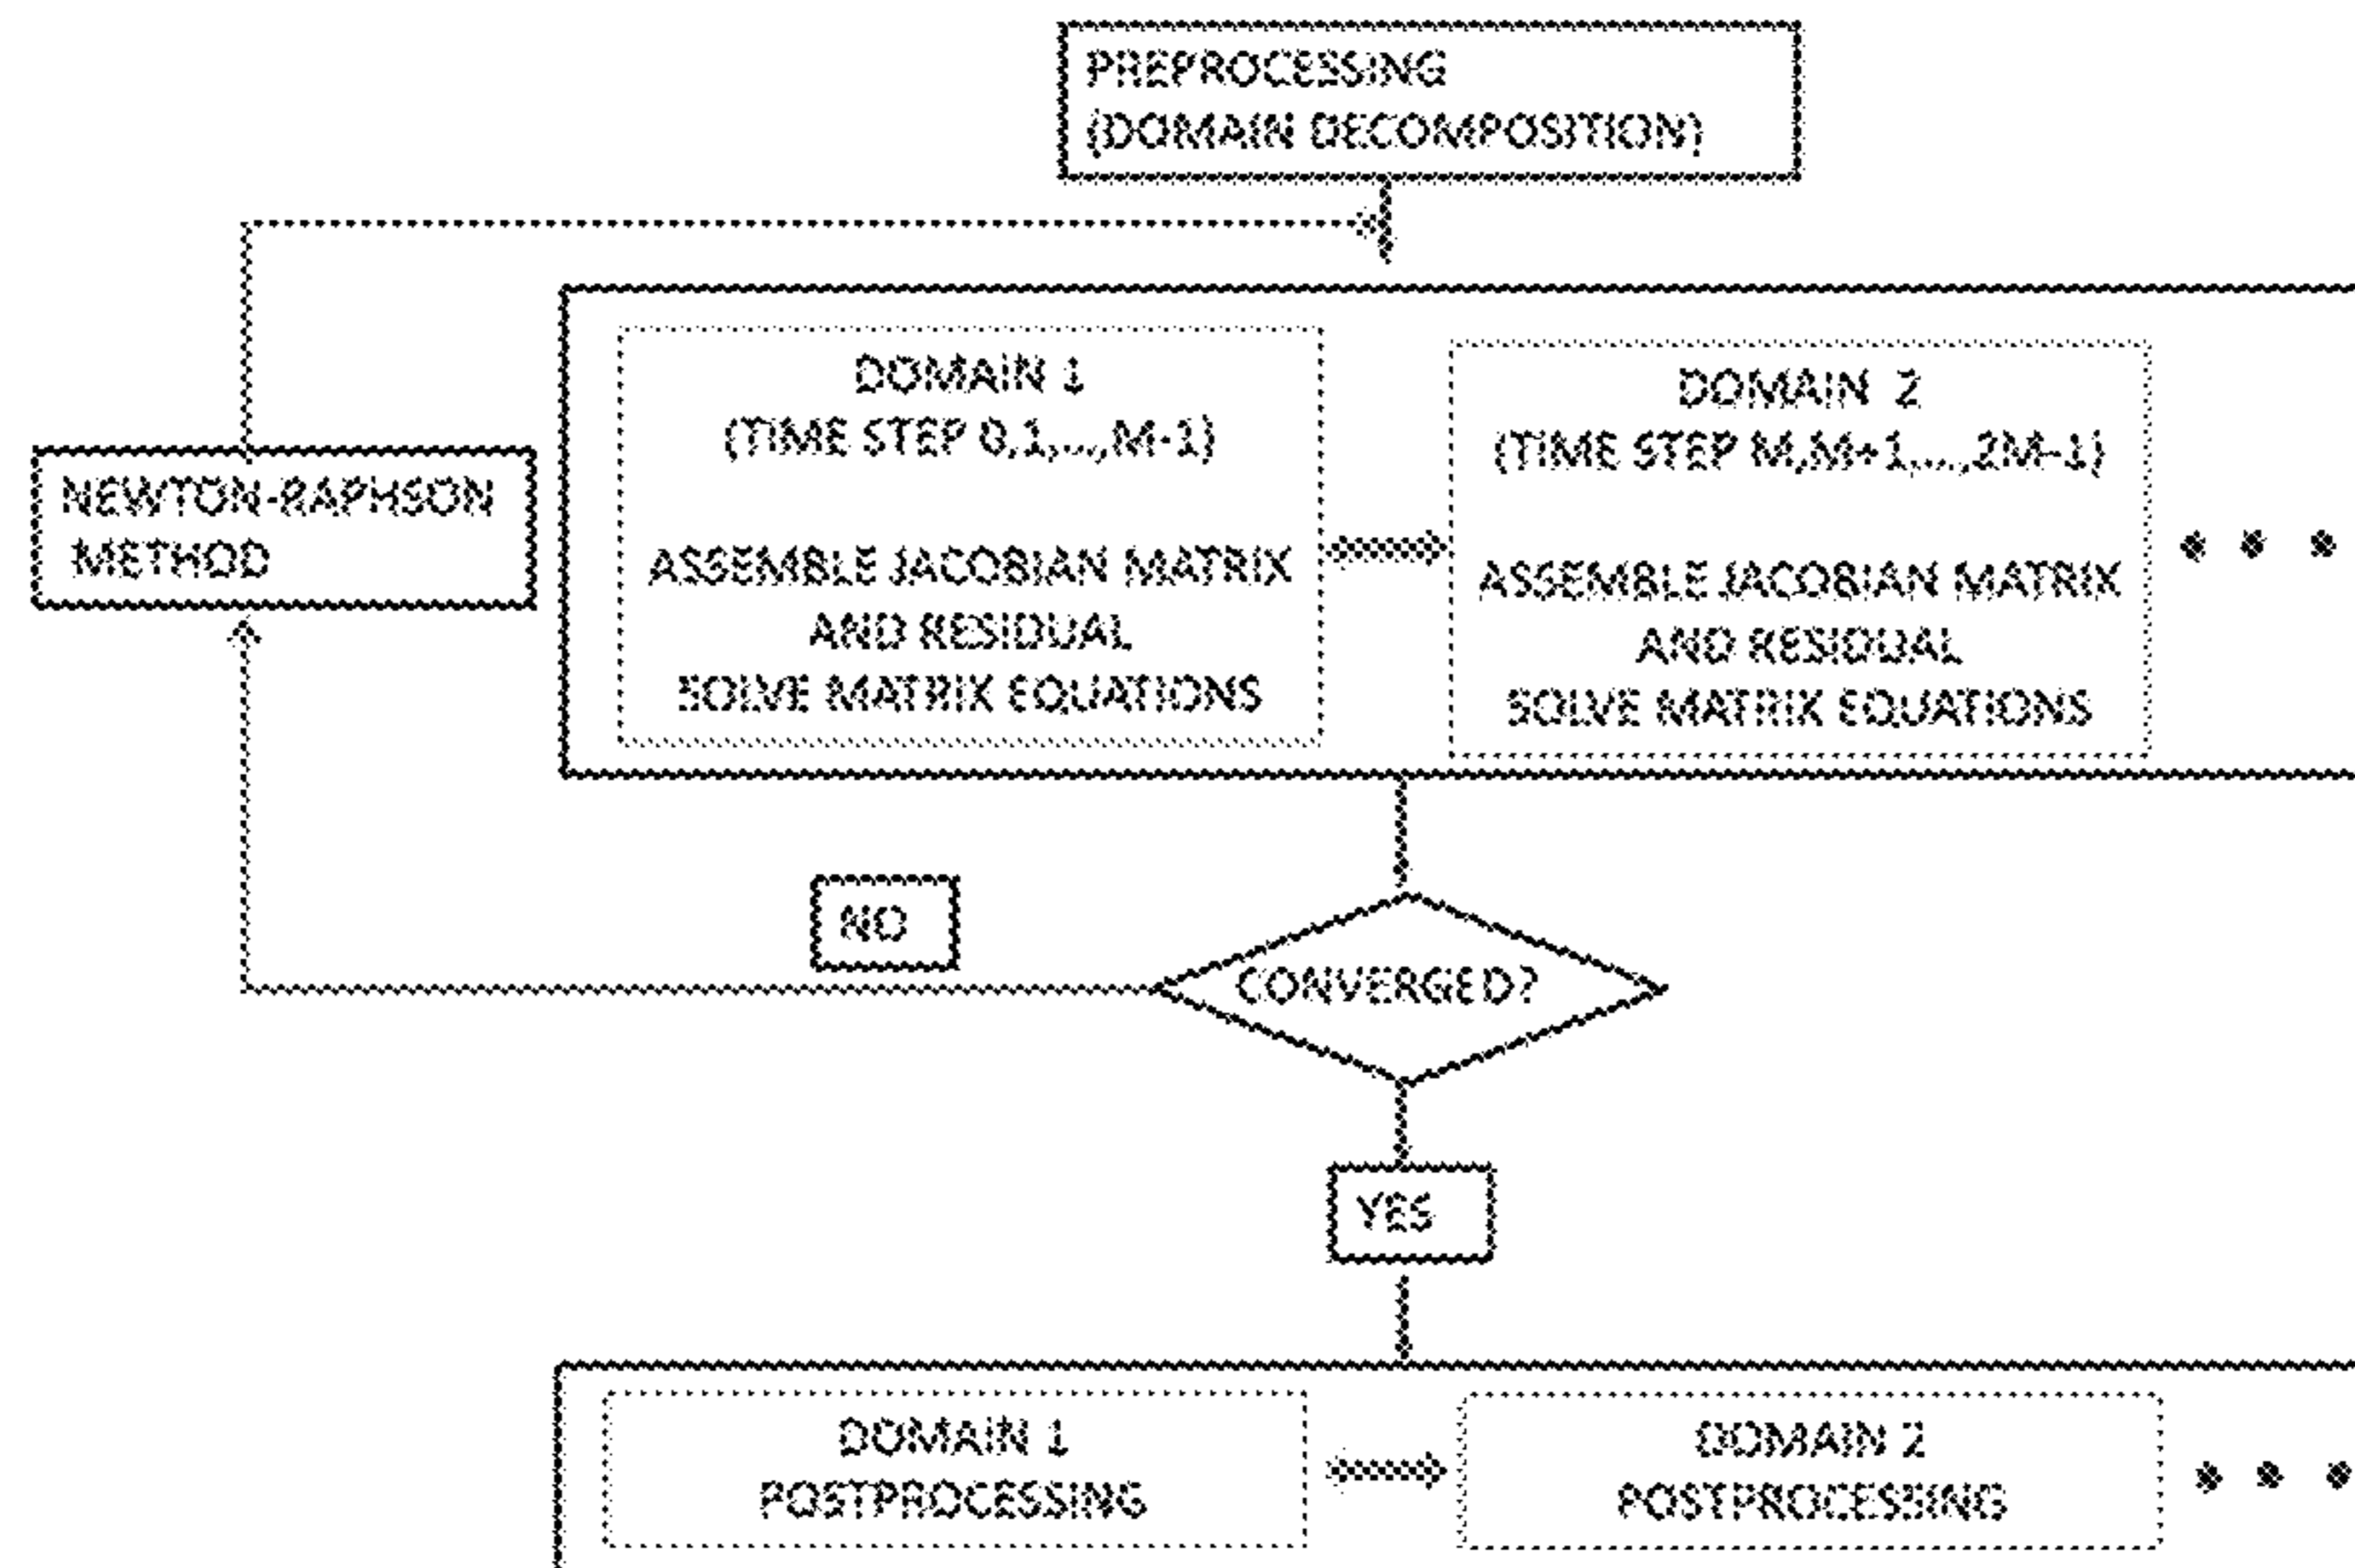 PREPROCESSING
(DOMAIN DECOMPOSITION)
DOMAIN 1
(TIME STEP 0,1,...,M-1)
ASSEMBLE JACOBIAN MATRIX
AND RESIDUAL
SOLVE MATRIX EQUATIONS
DOMAIN 2
(TIME STEP M,M+1,...,2M-1)
ASSEMBLE JACOBIAN MATRIX
AND RESIDUAL
SOLVE MATRIX EQUATIONS
NEWTON-RAPHSON
METHOD
NO
CONVERGED?
YES
DOMAIN 1
POSTPROCESSING
DOMAIN 2
POSTPROCESSING